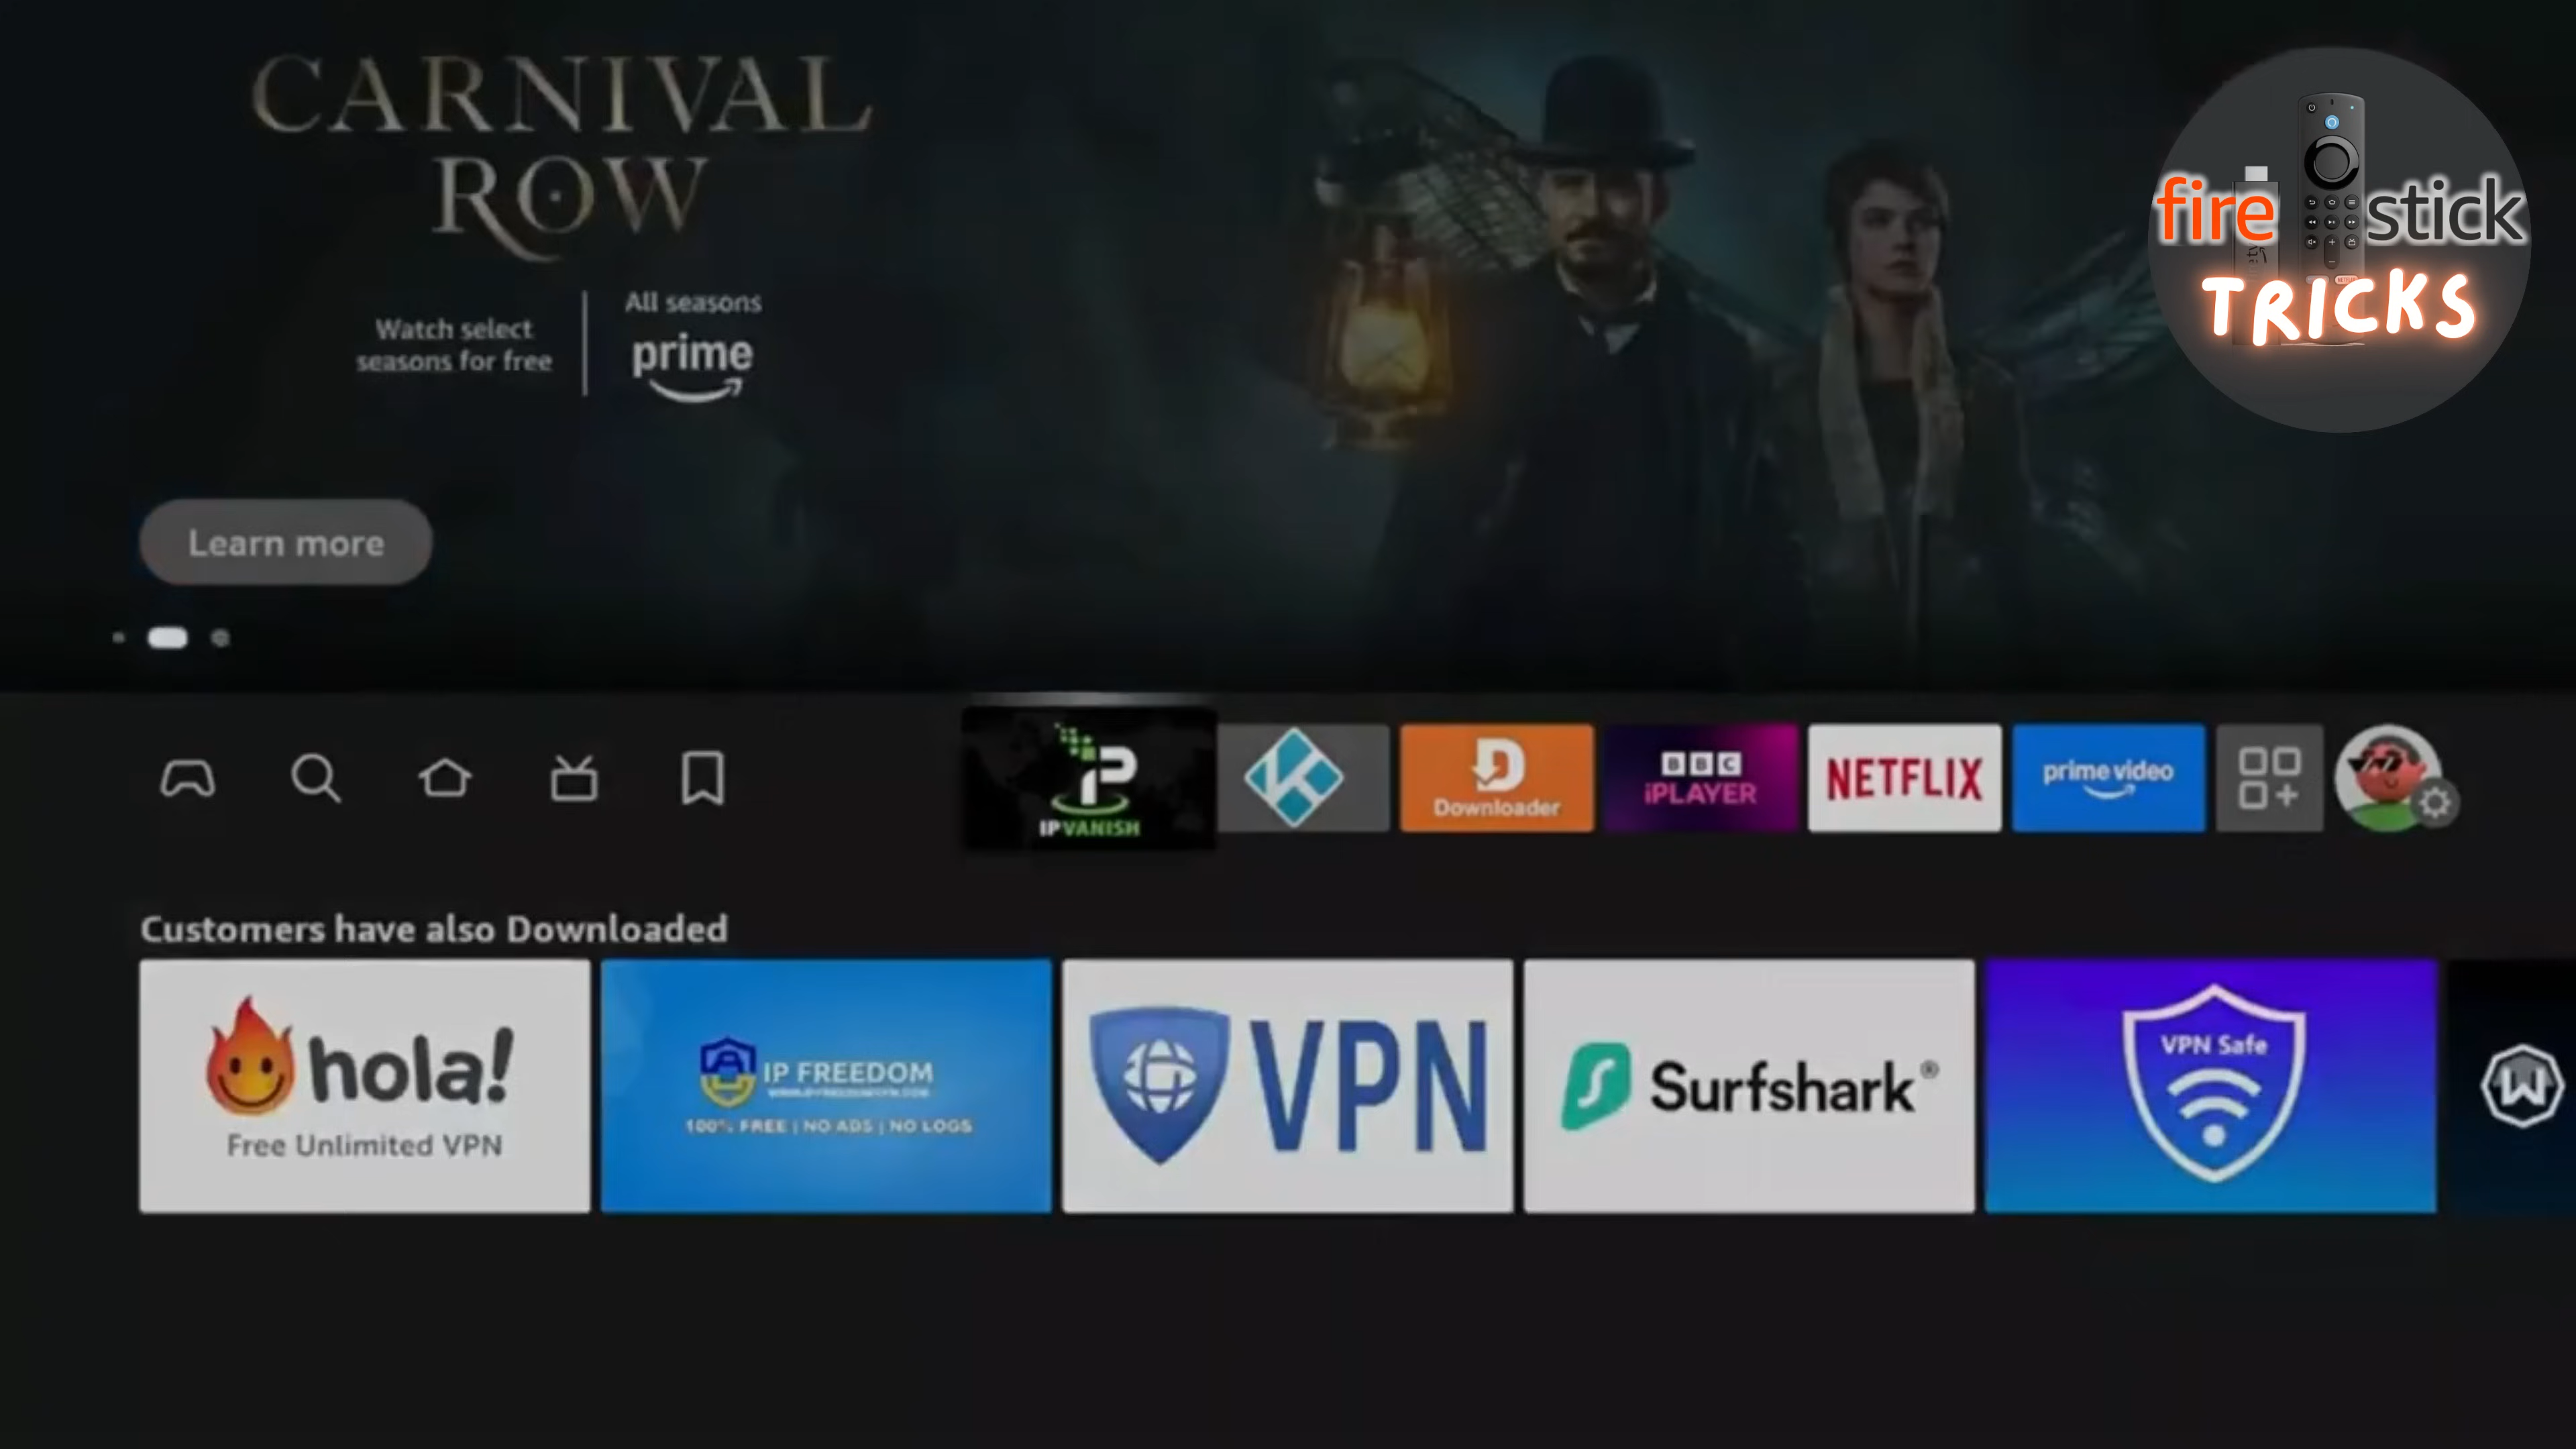 CARNIVAL
ROW
Watch select
seasons for free
All seasons
prime
fire stick
TRICKS
Learn more
IPVANISH
Downloader
BBC
iPLAYER
NETFLIX
prime video
Customers have also Downloaded
hola!
Free Unlimited VPN
IP FREEDOM
100% FREE | NO ADS | NO LOGS
VPN
Surfshark®
VPN Safe